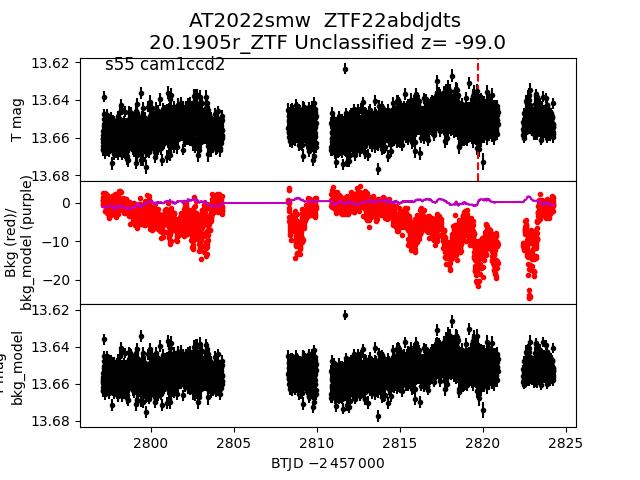 AT2022smw ZTF22abdjdts
20.1905r_ZTF Unclassified z= -99.0
s55 cam1ccd2
13.62
13.64
13.66
13.68
T mag
0
−10
−20
Bkg (red)/
bkg_model (purple)
13.62
13.64
13.66
13.68
mag
bkg_model
2800 2805 2810 2815 2820 2825
BTJD −2 457 000